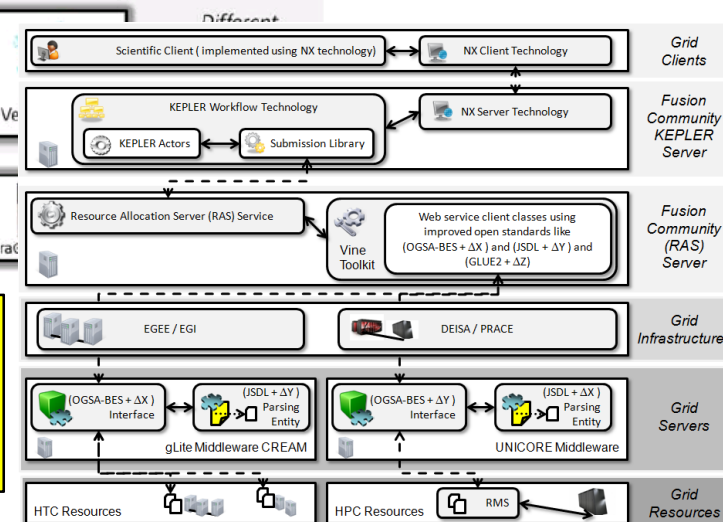 Different
Scientific Client ( implemented using NX technology)
NX Client Technology
Grid
Clients
KEPLER Workflow Technology
NX Server Technology
KEPLER Actors
Submission Library
Fusion
Community
KEPLER
Server
Resource Allocation Server (RAS) Service
Vine
Toolkit
Web service client classes using
improved open standards like
(OGSA-BES + ΔX ) and (JSDL + ΔY ) and
(GLUE2 + ΔZ)
Fusion
Community
(RAS)
Server
EGEE / EGI
DEISA / PRACE
Grid
Infrastructure
(OGSA-BES + ΔX )
Interface
(JSDL + ΔY )
Parsing
Entity
gLite Middleware CREAM
(OGSA-BES + ΔY )
Interface
(JSDL + ΔX )
Parsing
Entity
UNICORE Middleware
Grid
Servers
HTC Resources
HPC Resources
RMS
Grid
Resources